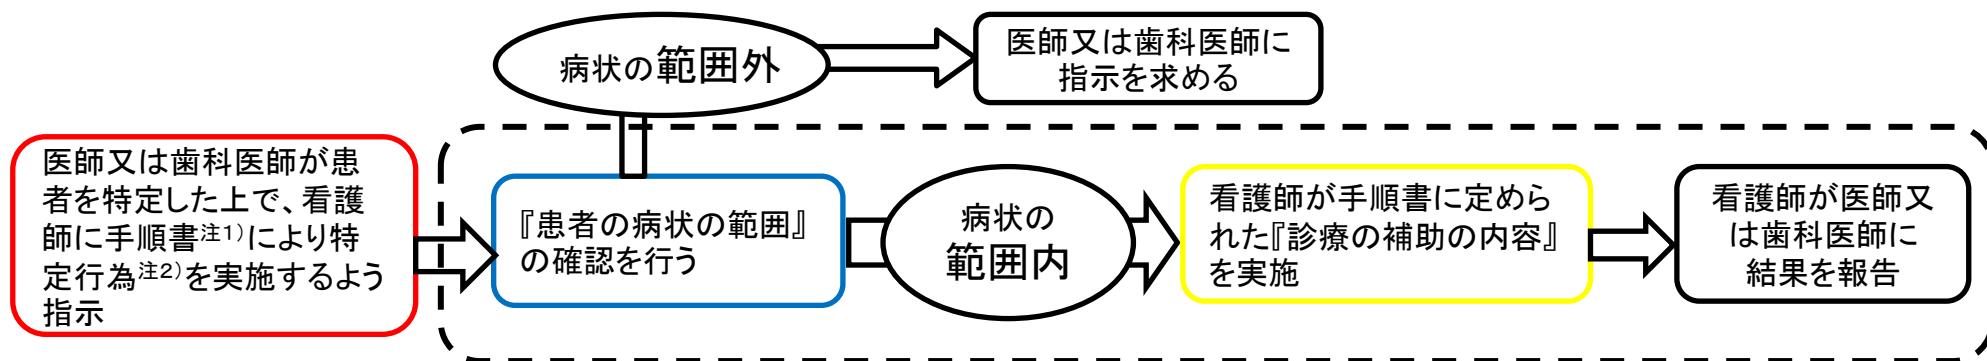 病状の範囲外
医師又は歯科医師に
指示を求める
医師又は歯科医師が患
者を特定した上で、看護
師に手順書注1)により特
定行為注2)を実施するよう
指示
『患者の病状の範囲』
の確認を行う
病状の
範囲内
看護師が手順書に定めら
れた『診療の補助の内容』
を実施
看護師が医師又
は歯科医師に
結果を報告